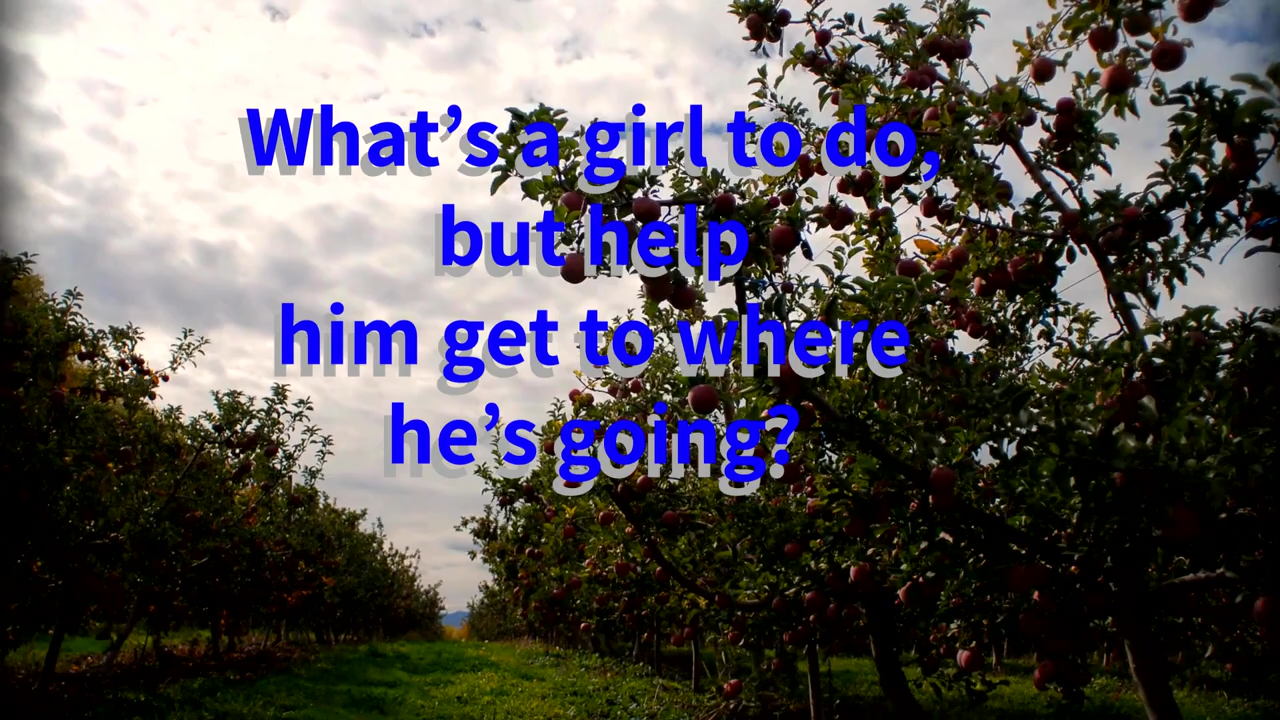 What’s a girl to do,
but help
him get to where
he’s going?